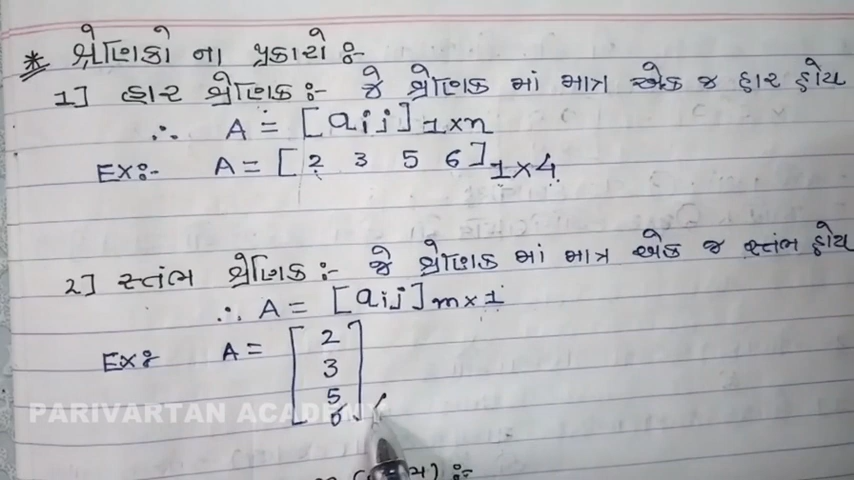 * શ્રેણિકો ના પ્રકારો :-
1] હાર શ્રેણિક :- જે શ્રેણિક માં માત્ર એક જ હાર હોય
∴ A = [aij]1×n
EX:- A = [2 3 5 6]1×4
2] સ્તંભ શ્રેણિક :- જે શ્રેણિક માં માત્ર એક જ સ્તંભ હોય
∴ A = [aij]m×1
EX: A =
2
3
5
PARIVARTAN ACADEMY